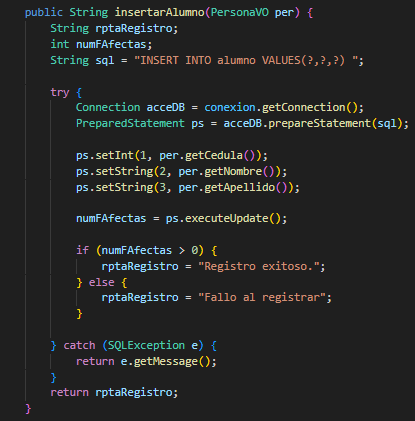 public String insertarAlumno(PersonaVO per) {
    String rptaRegistro;
    int numFAfectas;
    String sql = "INSERT INTO alumno VALUES(?,?,?) ";

    try {
        Connection acceDB = conexion.getConnection();
        PreparedStatement ps = acceDB.prepareStatement(sql);

        ps.setInt(1, per.getCedula());
        ps.setString(2, per.getNombre());
        ps.setString(3, per.getApellido());

        numFAfectas = ps.executeUpdate();

        if (numFAfectas > 0) {
            rptaRegistro = "Registro exitoso.";
        } else {
            rptaRegistro = "Fallo al registrar";
        }

    } catch (SQLException e) {
        return e.getMessage();
    }
    return rptaRegistro;
}